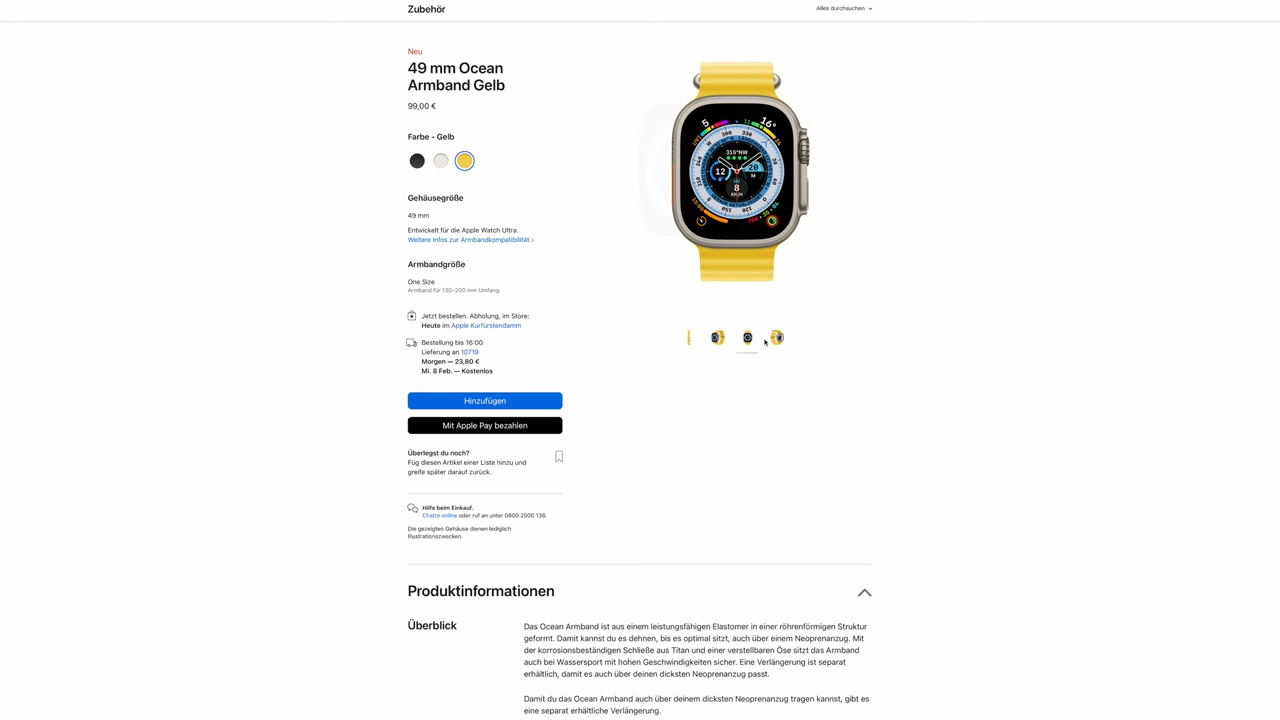 Zubehör
Alles durchsuchen
Neu
49 mm Ocean
Armband Gelb
99,00 €
Farbe - Gelb
Gehäusegröße
49 mm
Entwickelt für die Apple Watch Ultra.
Weitere Infos zur Armbandkompatibilität ›
Armbandgröße
One Size
Armband für 130–200 mm Umfang.
Jetzt bestellen. Abholung, im Store:
Heute im Apple Kurfürstendamm
Bestellung bis 16:00.
Lieferung an 10719
Morgen — 23,80 €
Mi. 8 Feb. — Kostenlos
Hinzufügen
Mit Apple Pay bezahlen
Überlegst du noch?
Füg diesen Artikel einer Liste hinzu und
greife später darauf zurück.
Hilfe beim Einkauf.
Chatte online oder ruf an unter 0800 2000 136.
Die gezeigten Gehäuse dienen lediglich
Illustrationszwecken.
5
16°
315°NW
12
20
M
8
KM/H
Produktinformationen
Überblick
Das Ocean Armband ist aus einem leistungsfähigen Elastomer in einer röhrenförmigen Struktur
geformt. Damit kannst du es dehnen, bis es optimal sitzt, auch über einem Neoprenanzug. Mit
der korrosionsbeständigen Schließe aus Titan und einer verstellbaren Öse sitzt das Armband
auch bei Wassersport mit hohen Geschwindigkeiten sicher. Eine Verlängerung ist separat
erhältlich, damit es auch über deinen dicksten Neoprenanzug passt.
Damit du das Ocean Armband auch über deinem dicksten Neoprenanzug tragen kannst, gibt es
eine separat erhältliche Verlängerung.